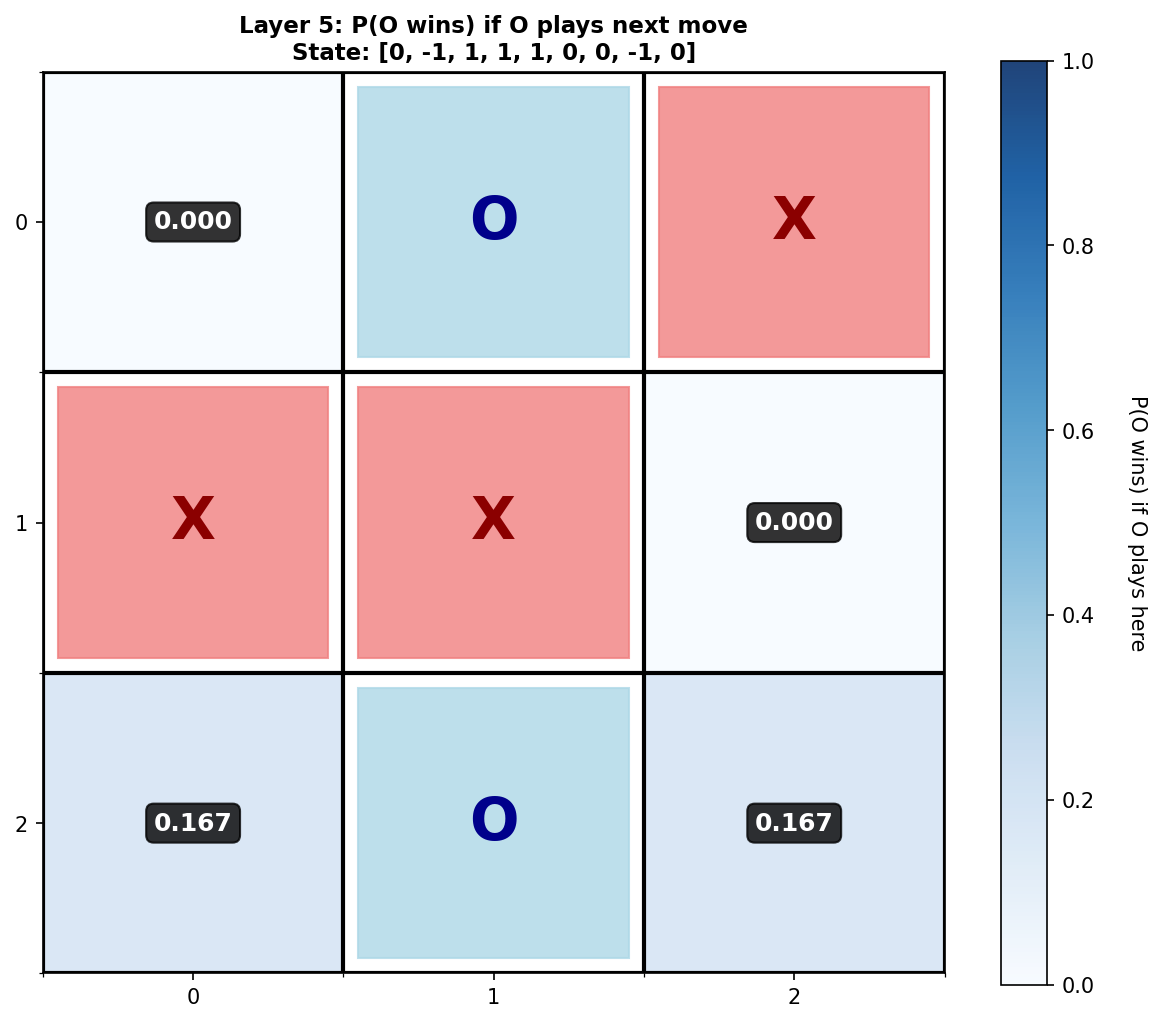 Layer 5: P(O wins) if O plays next move
State: [0, -1, 1, 1, 1, 0, 0, -1, 0]
0
0.000
O
X
1
X
X
0.000
2
0.167
O
0.167
0
1
2
1.0
0.8
0.6
0.4
0.2
0.0
P(O wins) if O plays here